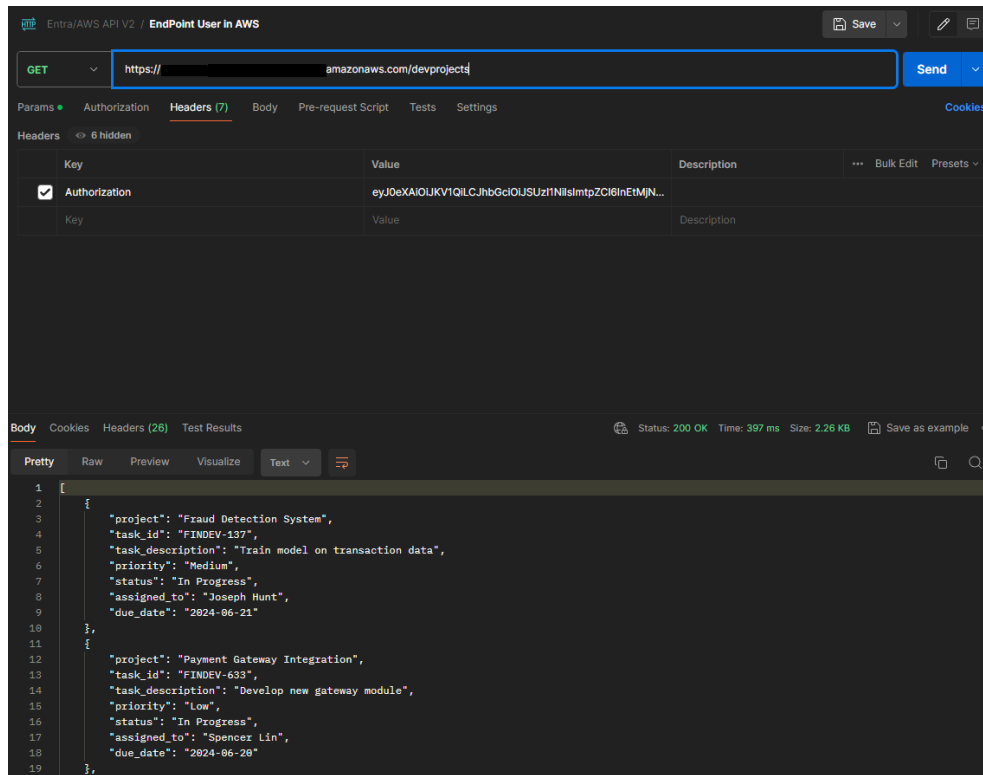 HTTP Entra/AWS API V2 / EndPoint User in AWS Save
GET https:// amazonaws.com/devprojects Send
Params Authorization Headers (7) Body Pre-request Script Tests Settings Cookies
Headers 6 hidden
Key Value Description ••• Bulk Edit Presets
Authorization eyJ0eXAiOiJKV1QiLCJhbGciOiJSUzI1NiIsImtpZCI6InEtMjN...
Key Value Description
Body Cookies Headers (26) Test Results Status: 200 OK Time: 397 ms Size: 2.26 KB Save as example
Pretty Raw Preview Visualize Text
1 [
2 {
3 "project": "Fraud Detection System",
4 "task_id": "FINDEV-137",
5 "task_description": "Train model on transaction data",
6 "priority": "Medium",
7 "status": "In Progress",
8 "assigned_to": "Joseph Hunt",
9 "due_date": "2024-06-21"
10 },
11 {
12 "project": "Payment Gateway Integration",
13 "task_id": "FINDEV-633",
14 "task_description": "Develop new gateway module",
15 "priority": "Low",
16 "status": "In Progress",
17 "assigned_to": "Spencer Lin",
18 "due_date": "2024-06-20"
19 },